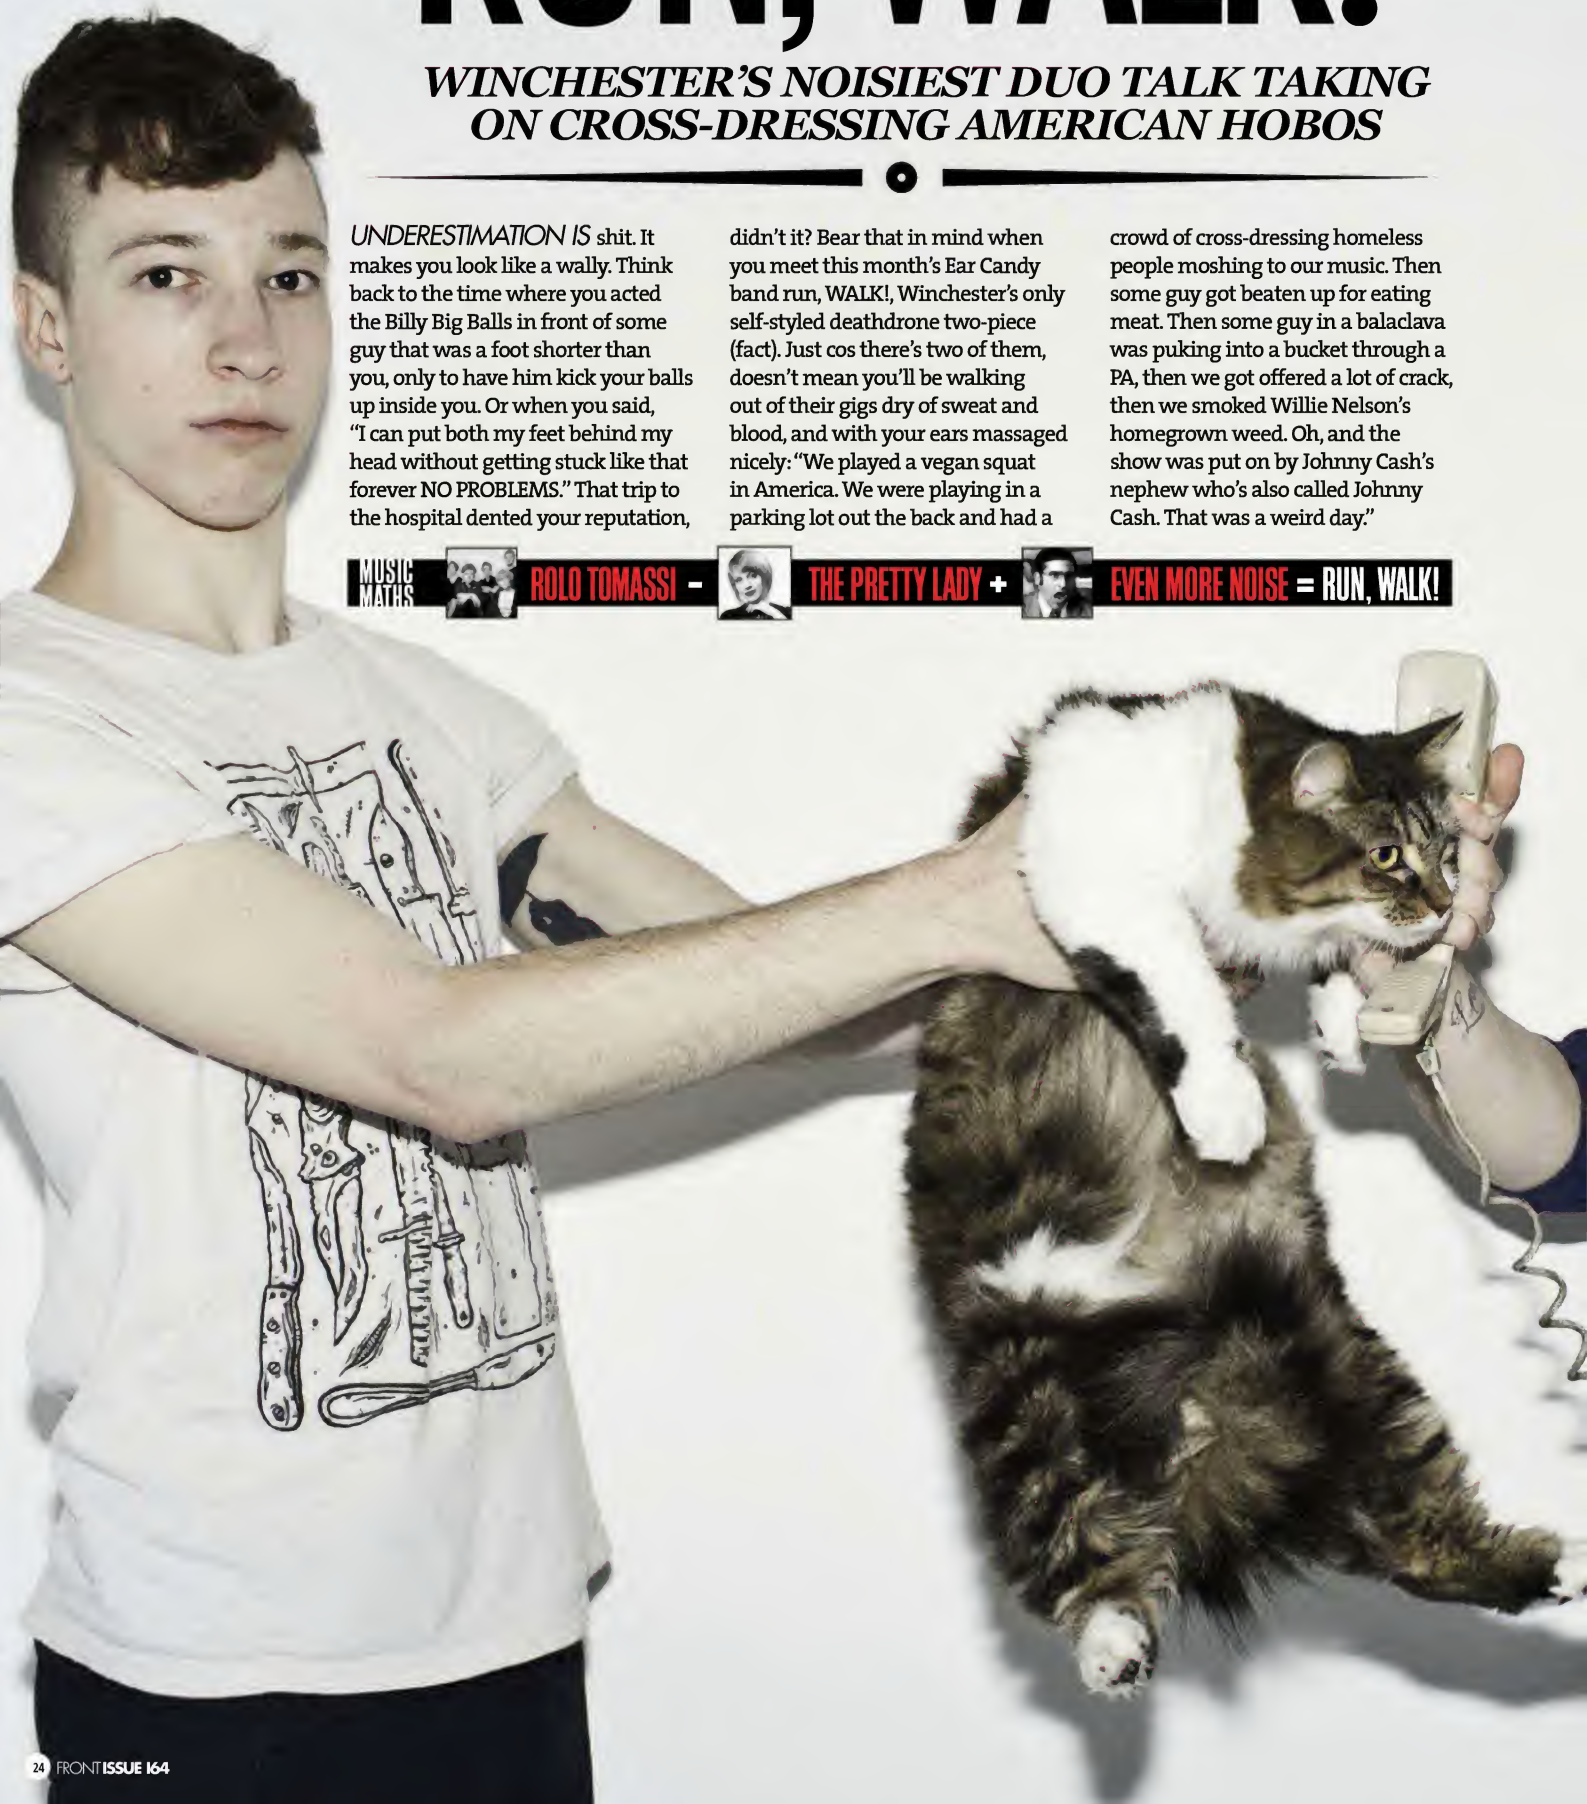 RUN, WALK!
WINCHESTER'S NOISIEST DUO TALK TAKING
ON CROSS-DRESSING AMERICAN HOBOS
UNDERESTIMATION IS shit. It
makes you look like a wally. Think
back to the time where you acted
the Billy Big Balls in front of some
guy that was a foot shorter than
you, only to have him kick your balls
up inside you. Or when you said,
“I can put both my feet behind my
head without getting stuck like that
forever NO PROBLEMS.” That trip to
the hospital dented your reputation,
didn't it? Bear that in mind when
you meet this month's Ear Candy
band run, WALK!, Winchester's only
self-styled deathdrone two-piece
(fact). Just cos there's two of them,
doesn't mean you'll be walking
out of their gigs dry of sweat and
blood, and with your ears massaged
nicely: “We played a vegan squat
in America. We were playing in a
parking lot out the back and had a
crowd of cross-dressing homeless
people moshing to our music. Then
some guy got beaten up for eating
meat. Then some guy in a balaclava
was puking into a bucket through a
PA, then we got offered a lot of crack,
then we smoked Willie Nelson's
homegrown weed. Oh, and the
show was put on by Johnny Cash's
nephew who's also called Johnny
Cash. That was a weird day.”
MUSIC
MATHS
ROLO TOMASSI - THE PRETTY LADY + EVEN MORE NOISE = RUN, WALK!
24 FRONT ISSUE 164